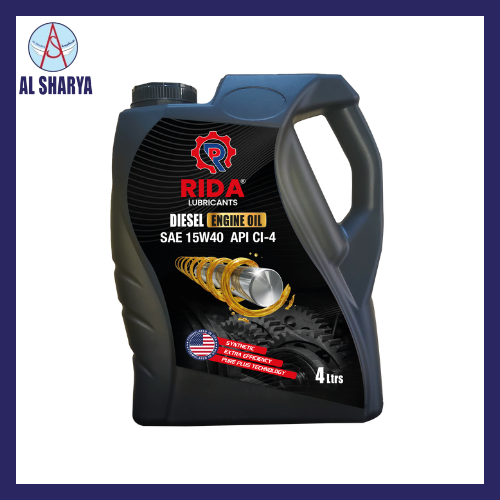 AS
AL SHARYA
R
RIDA®
LUBRICANTS
DIESEL ENGINE OIL
SAE 15W40 API CI-4
SYNTHETIC
EXTRA EFFICIENCY
PURE PLUS TECHNOLOGY
4 Ltrs